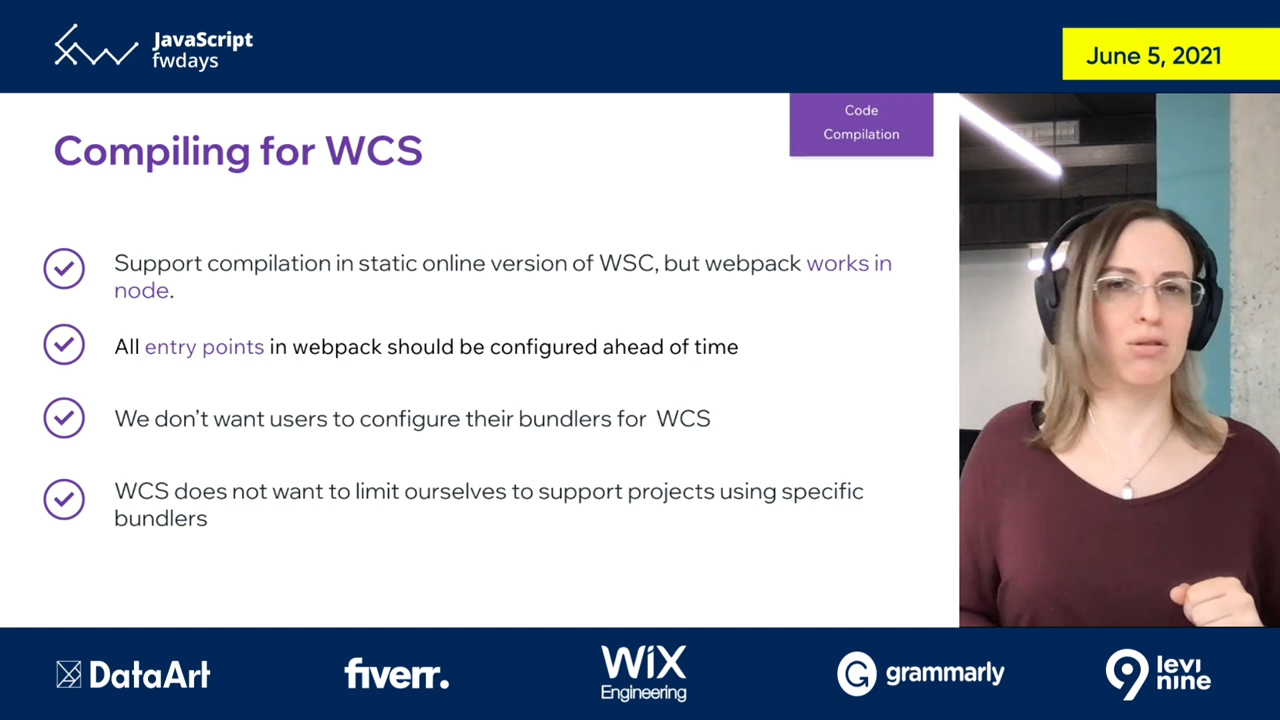 JavaScript
fwdays
June 5, 2021
Code
Compilation
Compiling for WCS
Support compilation in static online version of WSC, but webpack works in
node.
All entry points in webpack should be configured ahead of time
We don't want users to configure their bundlers for  WCS
WCS does not want to limit ourselves to support projects using specific
bundlers
DataArt
fiverr.
WiX
Engineering
grammarly
levi
nine